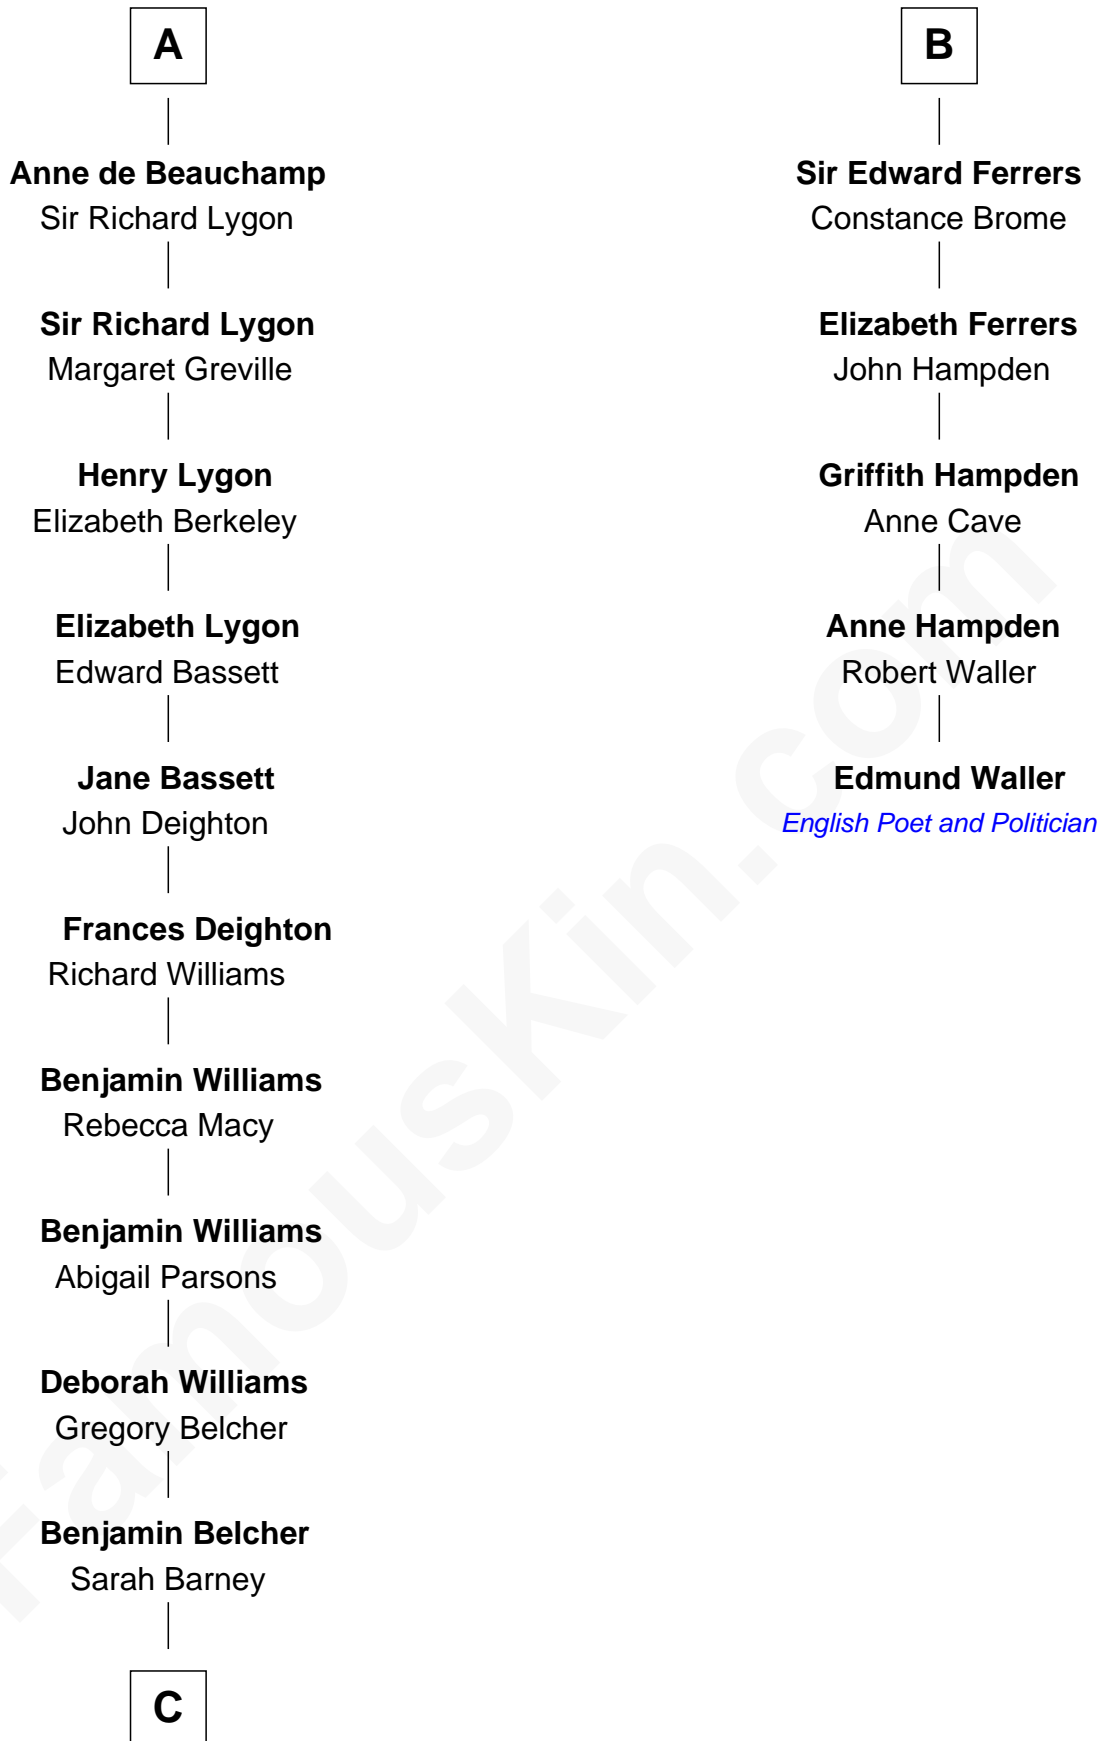 A
Anne de Beauchamp
Sir Richard Lygon
Sir Richard Lygon
Margaret Greville
Henry Lygon
Elizabeth Berkeley
Elizabeth Lygon
Edward Bassett
Jane Bassett
John Deighton
Frances Deighton
Richard Williams
Benjamin Williams
Rebecca Macy
Benjamin Williams
Abigail Parsons
Deborah Williams
Gregory Belcher
Benjamin Belcher
Sarah Barney
C
B
Sir Edward Ferrers
Constance Brome
Elizabeth Ferrers
John Hampden
Griffith Hampden
Anne Cave
Anne Hampden
Robert Waller
Edmund Waller
English Poet and Politician
FamousKin.com